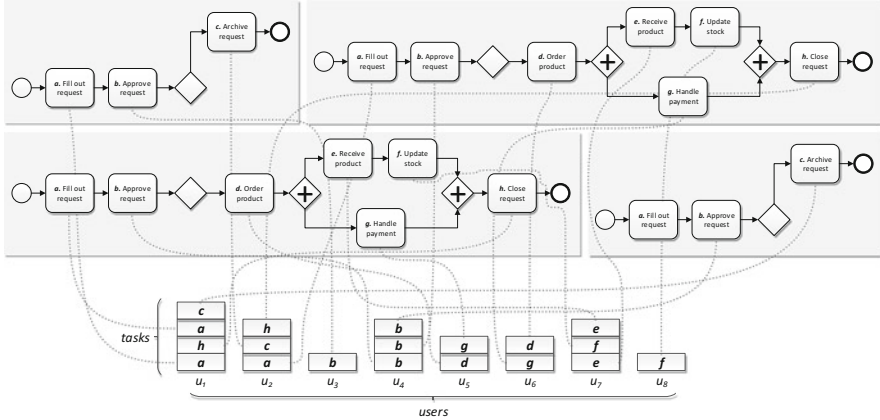 c. Archive
request
a. Fill out
request
b. Approve
request
e. Receive
product
f. Update
stock
a. Fill out
request
b. Approve
request
d. Order
product
h. Close
request
g. Handle
payment
e. Receive
product
f. Update
stock
a. Fill out
request
b. Approve
request
d. Order
product
h. Close
request
g. Handle
payment
c. Archive
request
a. Fill out
request
b. Approve
request
tasks
c
a
h
a
h
c
a
b
b
b
b
g
d
d
g
e
f
e
f
u1 u2 u3 u4 u5 u6 u7 u8
users